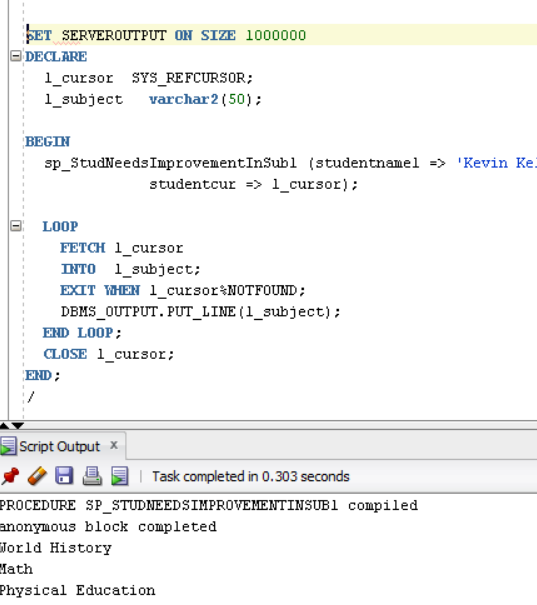 SET SERVEROUTPUT ON SIZE 1000000
DECLARE
l_cursor SYS_REFCURSOR;
l_subject varchar2(50);
BEGIN
sp_StudNeedsImprovementInSub1 (studentname1 => 'Kevin Kel
studentcur => l_cursor);
LOOP
FETCH l_cursor
INTO l_subject;
EXIT WHEN l_cursor%NOTFOUND;
DBMS_OUTPUT.PUT_LINE(l_subject);
END LOOP;
CLOSE l_cursor;
END;
/
Script Output x
Task completed in 0.303 seconds
PROCEDURE SP_STUDNEEDSIMPROVEMENTINSUB1 compiled
anonymous block completed
World History
Math
Physical Education